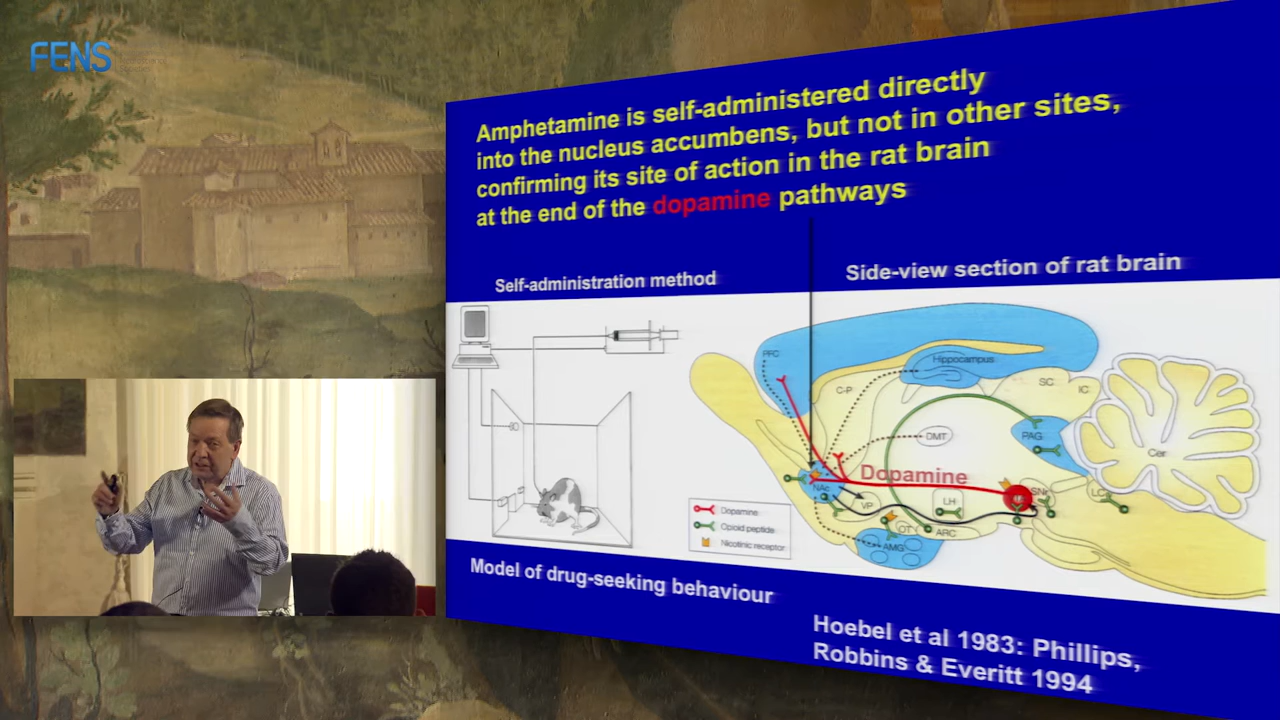 FENS
Amphetamine is self-administered directly
into the nucleus accumbens, but not in other sites,
confirming its site of action in the rat brain
at the end of the dopamine pathways
Self-administration method
Side-view section of rat brain
PFC
Hippocampus
C-P
SC
IC
DMT
PAG
Cer
Dopamine
NAc
VP
LH
SNr
LC
OT
ARC
AMG
Dopamine
Opioid peptide
Nicotinic receptor
Model of drug-seeking behaviour
Hoebel et al 1983: Phillips,
Robbins & Everitt 1994